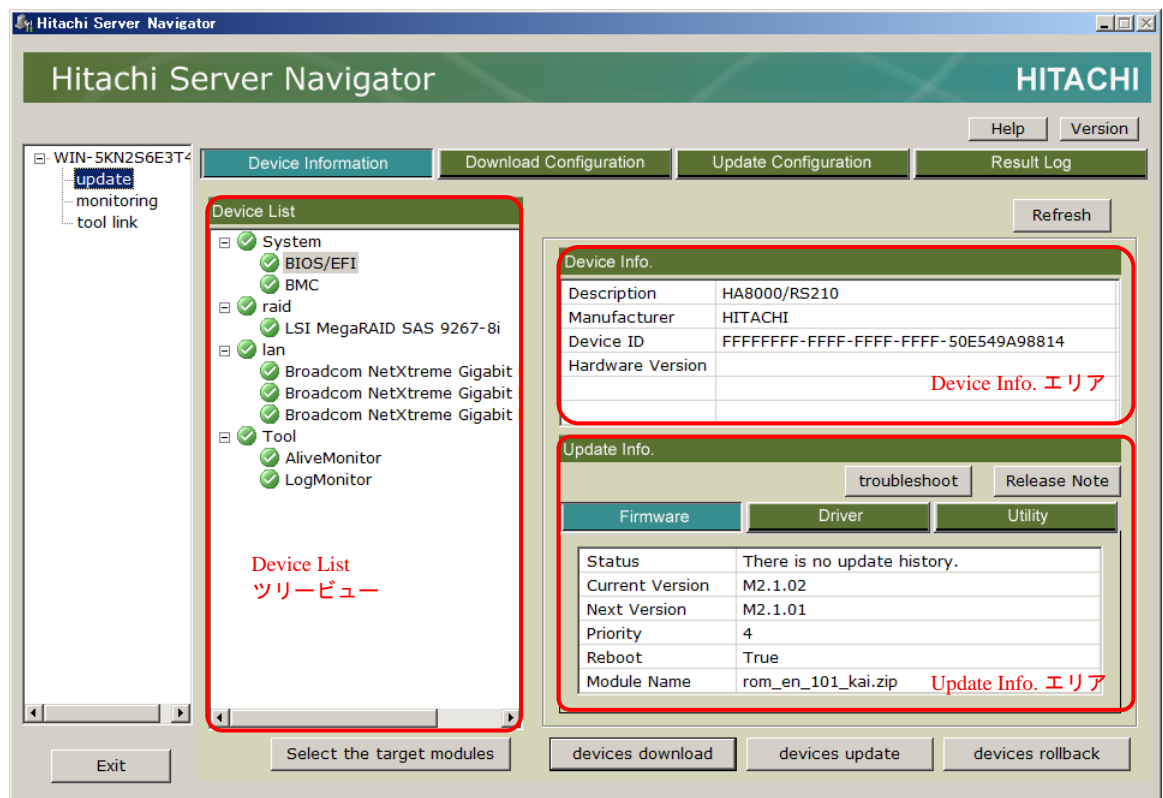 Hitachi Server Navigator
Hitachi Server Navigator
HITACHI
Help
Version
WIN-5KN2S6E3T4
update
monitoring
tool link
Device Information
Download Configuration
Update Configuration
Result Log
Device List
Refresh
System
BIOS/EFI
BMC
raid
LSI MegaRAID SAS 9267-8i
lan
Broadcom NetXtreme Gigabit
Broadcom NetXtreme Gigabit
Broadcom NetXtreme Gigabit
Tool
AliveMonitor
LogMonitor
Device List
ツリービュー
Device Info.
Description HA8000/RS210
Manufacturer HITACHI
Device ID FFFFFFFF-FFFF-FFFF-FFFF-50E549A98814
Hardware Version
Device Info. エリア
Update Info.
troubleshoot
Release Note
Firmware
Driver
Utility
Status There is no update history.
Current Version M2.1.02
Next Version M2.1.01
Priority 4
Reboot True
Module Name rom_en_101_kai.zip
Update Info. エリア
Exit
Select the target modules
devices download
devices update
devices rollback